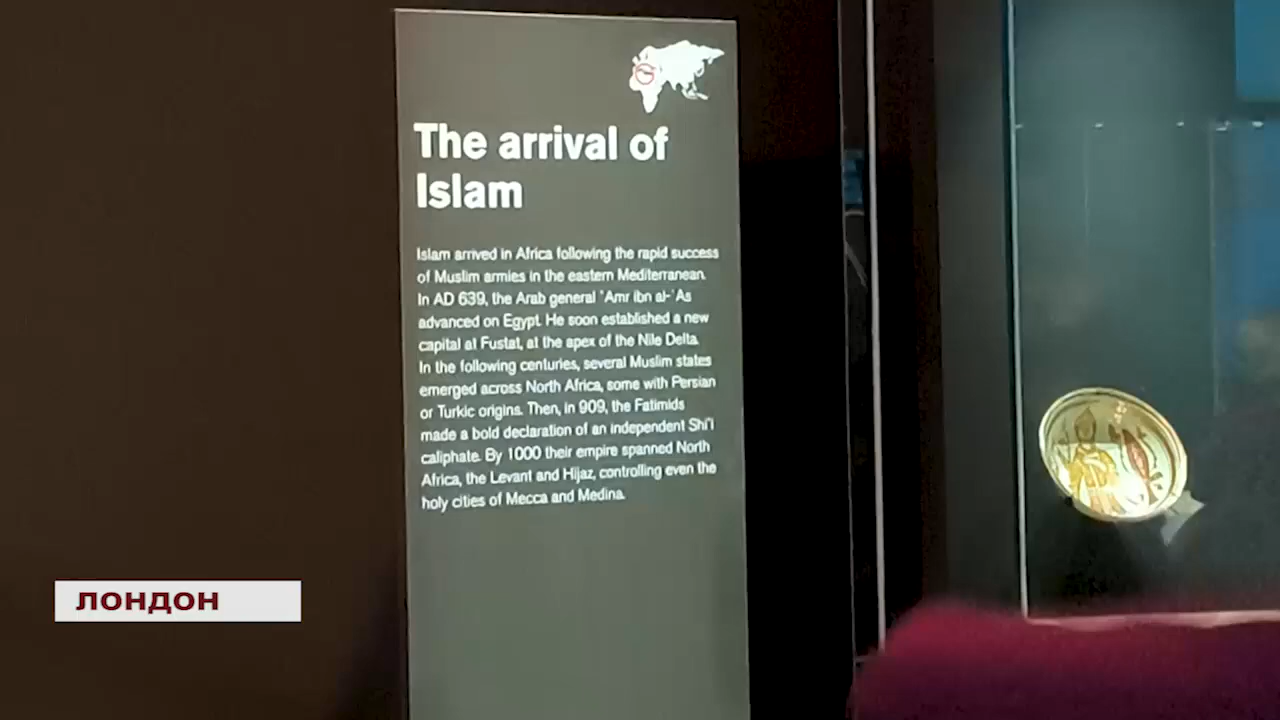 The arrival of
Islam
Islam arrived in Africa following the rapid success
of Muslim armies in the eastern Mediterranean.
In AD 639, the Arab general 'Amr ibn al-'As
advanced on Egypt. He soon established a new
capital at Fustat, at the apex of the Nile Delta.
In the following centuries, several Muslim states
emerged across North Africa, some with Persian
or Turkic origins. Then, in 909, the Fatimids
made a bold declaration of an independent Shi'i
caliphate. By 1000 their empire spanned North
Africa, the Levant and Hijaz, controlling even the
holy cities of Mecca and Medina.
ЛОНДОН